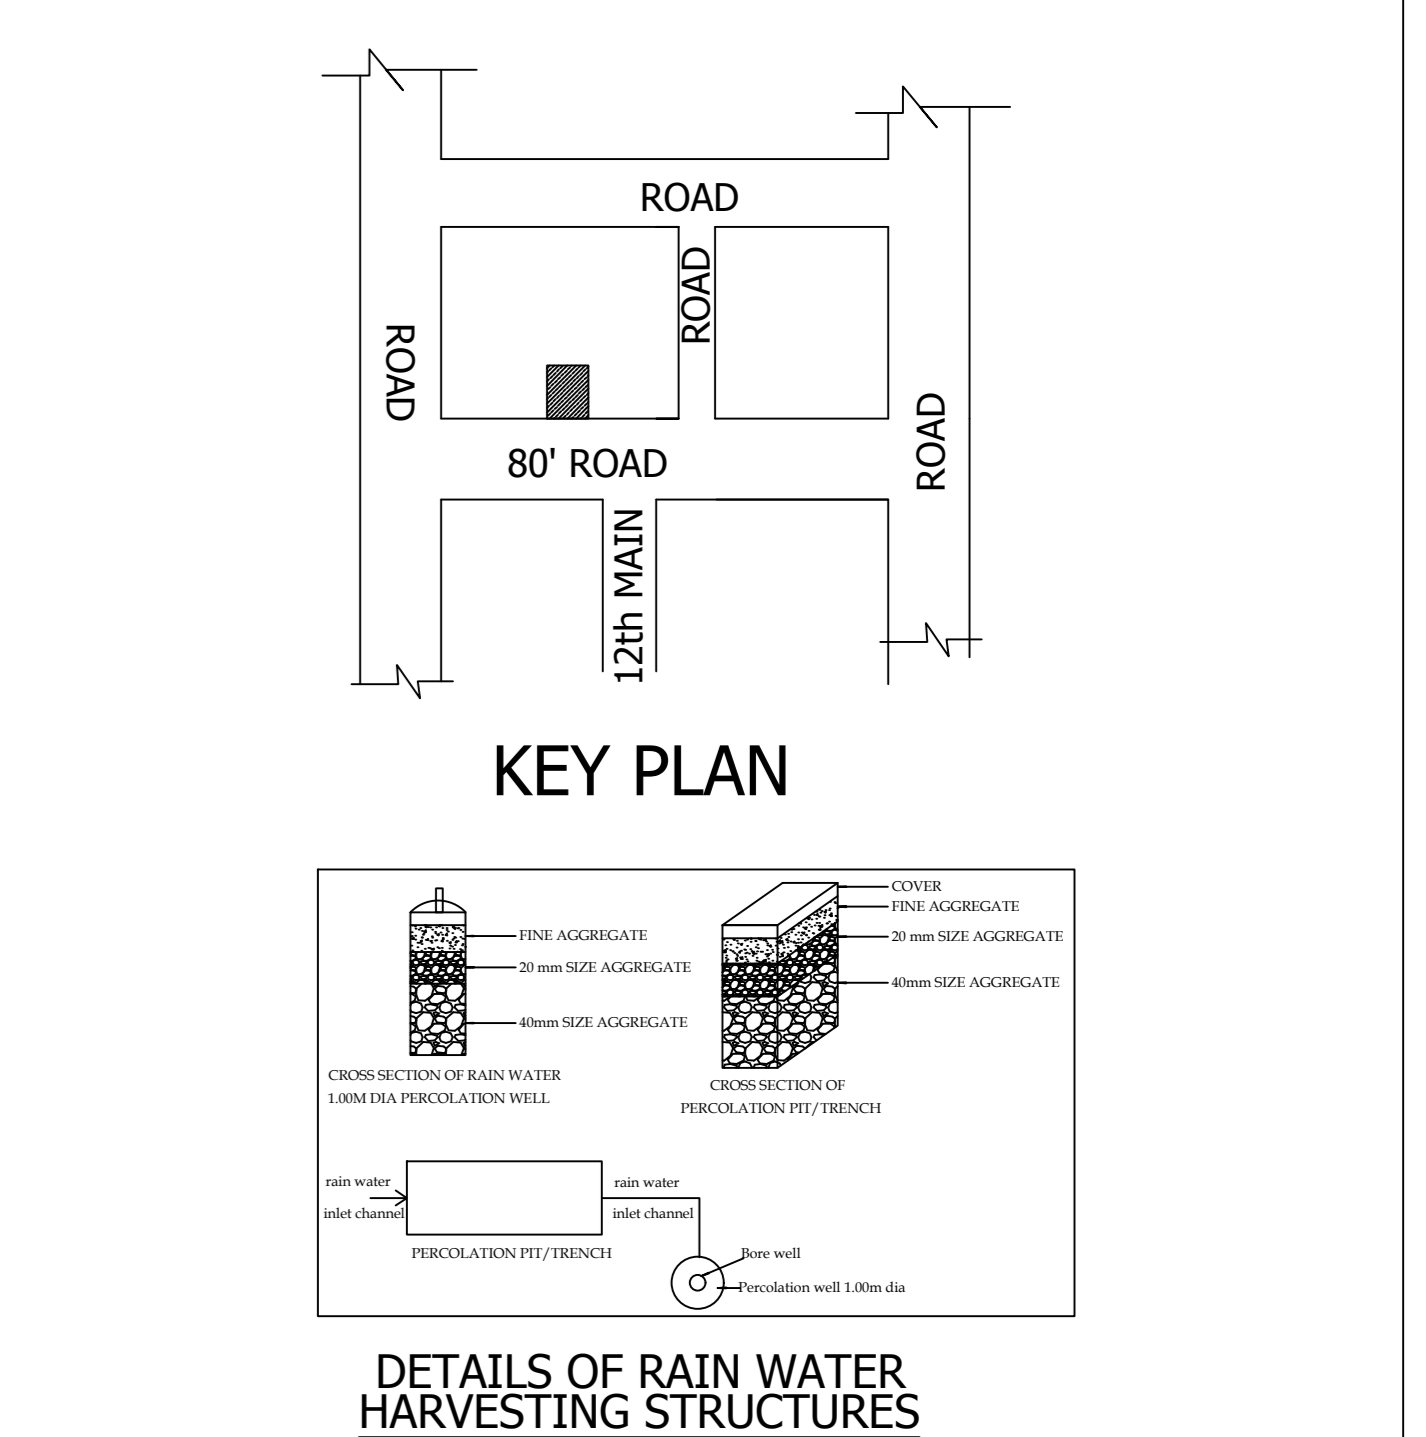 ROAD
ROAD
ROAD
ROAD
80' ROAD
12th MAIN
KEY PLAN
FINE AGGREGATE
20 mm SIZE AGGREGATE
40mm SIZE AGGREGATE
CROSS SECTION OF RAIN WATER
1.00M DIA PERCOLATION WELL
COVER
FINE AGGREGATE
20 mm SIZE AGGREGATE
40mm SIZE AGGREGATE
CROSS SECTION OF
PERCOLATION PIT/TRENCH
rain water
inlet channel
PERCOLATION PIT/TRENCH
rain water
inlet channel
Bore well
Percolation well 1.00m dia
DETAILS OF RAIN WATER
HARVESTING STRUCTURES